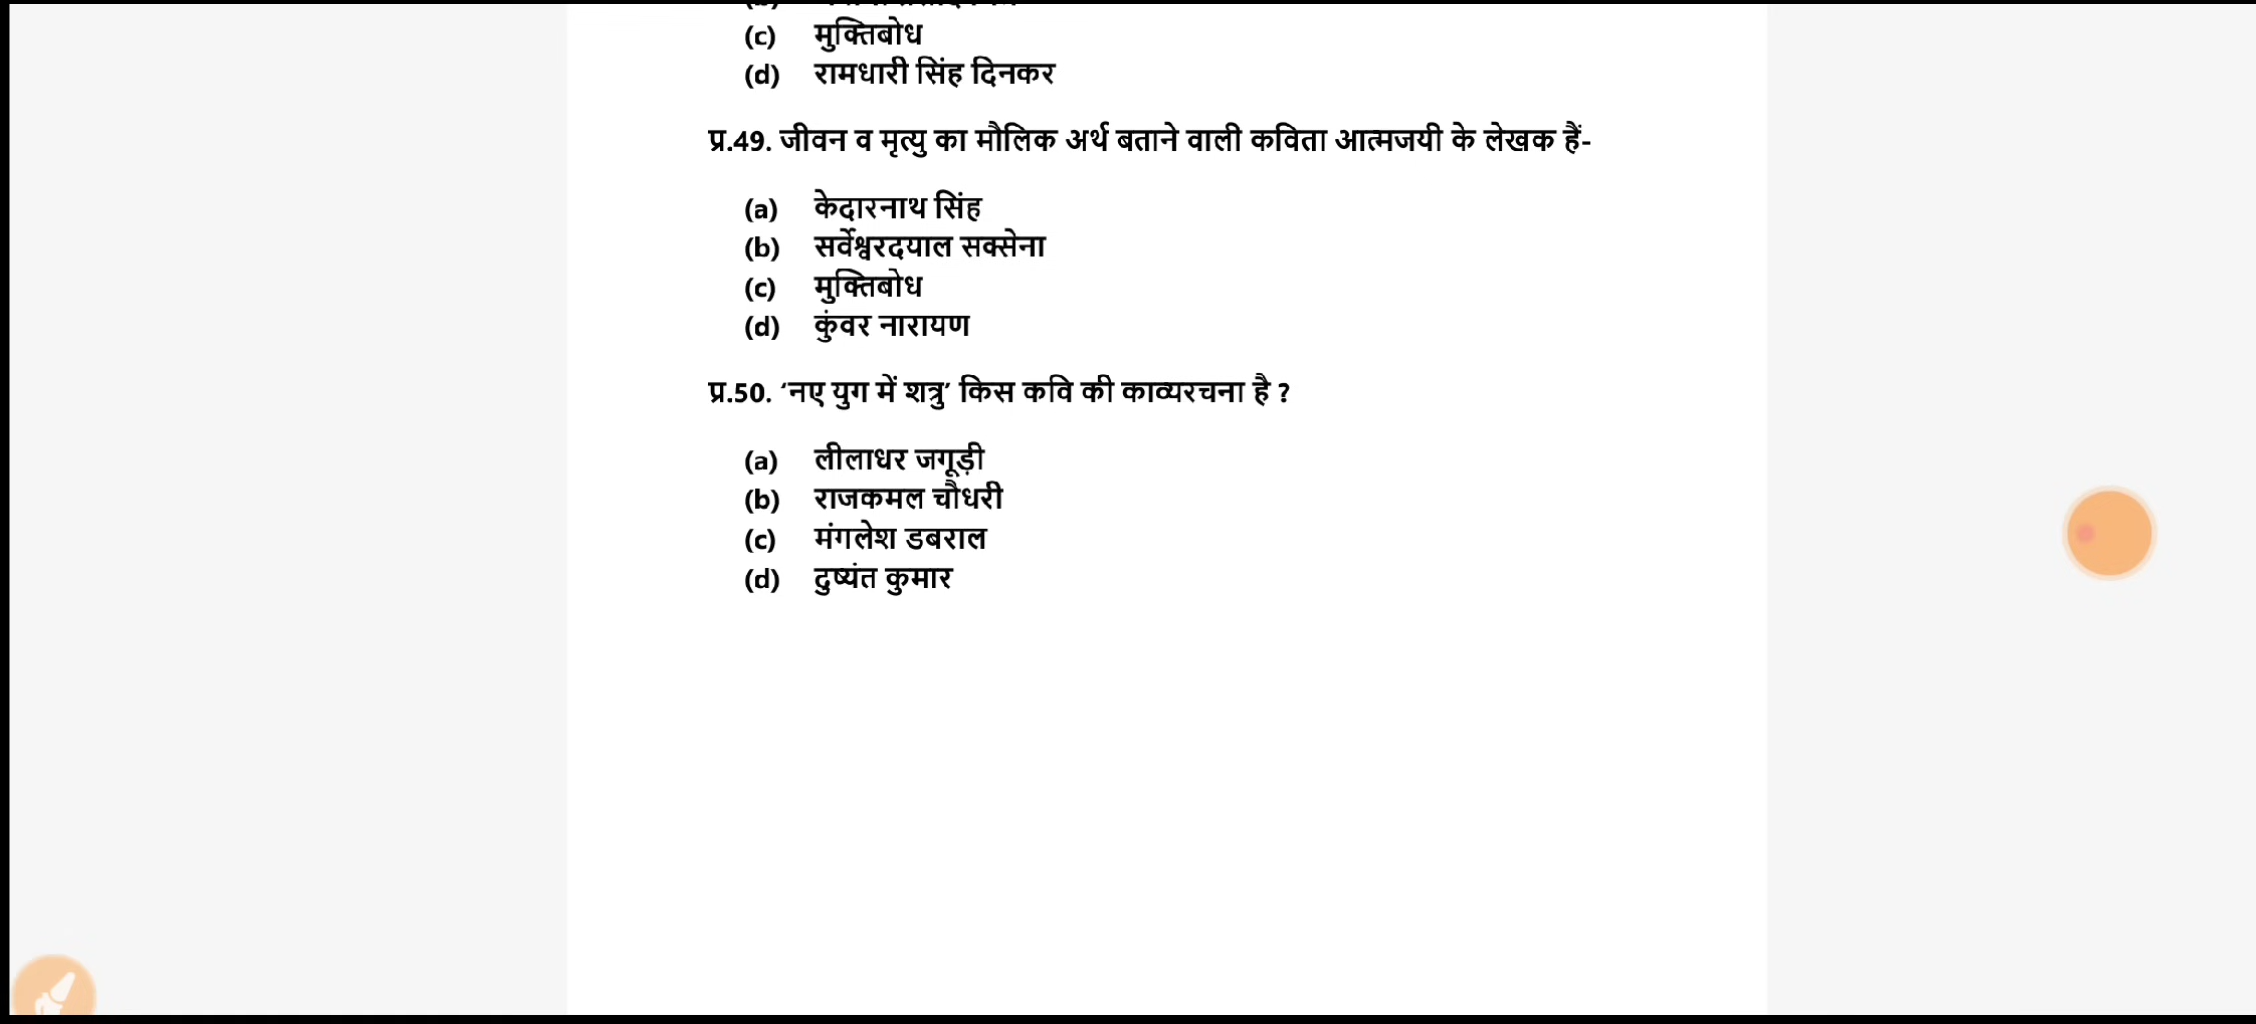 (c) मुक्तिबोध
(d) रामधारी सिंह दिनकर
प्र.49. जीवन व मृत्यु का मौलिक अर्थ बताने वाली कविता आत्मजयी के लेखक हैं-
(a) केदारनाथ सिंह
(b) सर्वेश्वरदयाल सक्सेना
(c) मुक्तिबोध
(d) कुंवर नारायण
प्र.50. ‘नए युग में शत्रु’ किस कवि की काव्यरचना है ?
(a) लीलाधर जगूड़ी
(b) राजकमल चौधरी
(c) मंगलेश डबराल
(d) दुष्यंत कुमार